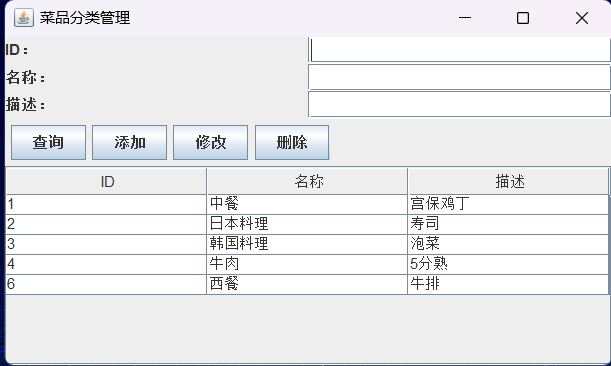 菜品分类管理
ID：
名称：
描述：
查询 添加 修改 删除
ID 名称 描述
1 中餐 宫保鸡丁
2 日本料理 寿司
3 韩国料理 泡菜
4 牛肉 5分熟
6 西餐 牛排